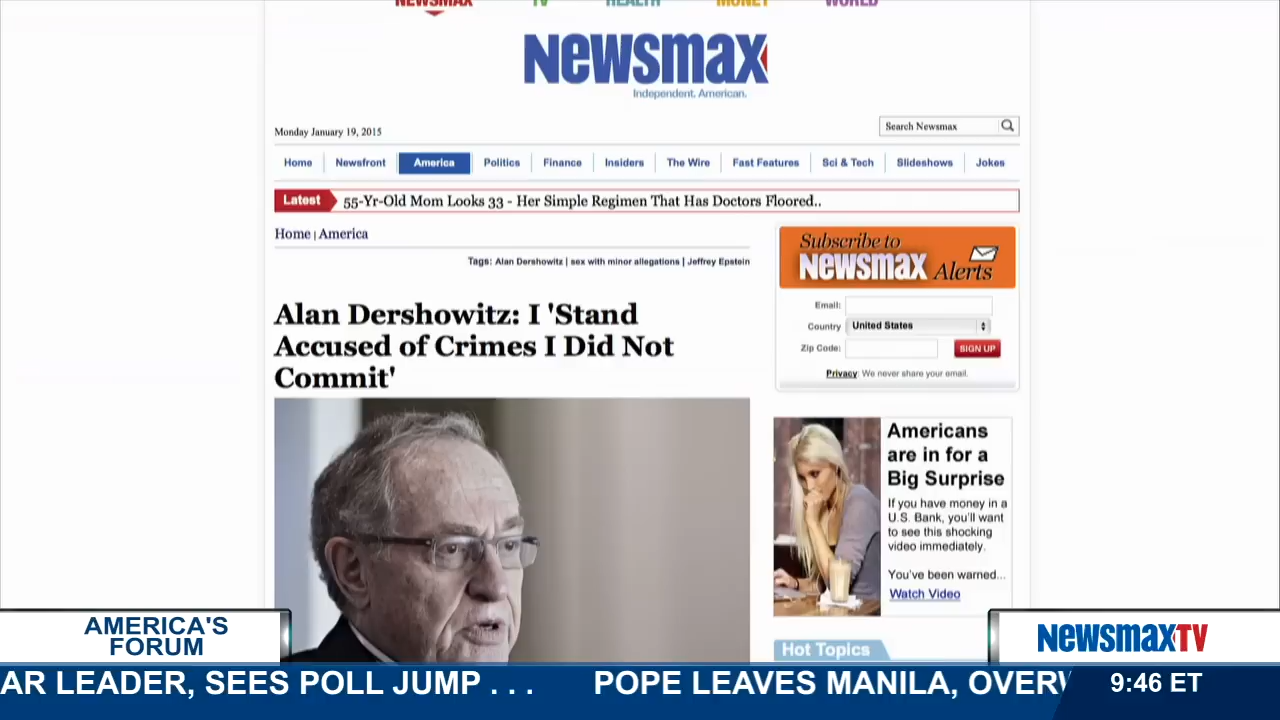 NEWSMAX TV HEALTH MONEY WORLD
Newsmax
Independent. American.
Monday January 19, 2015
Search Newsmax
Home Newsfront America Politics Finance Insiders The Wire Fast Features Sci & Tech Slideshows Jokes
Latest 55-Yr-Old Mom Looks 33 - Her Simple Regimen That Has Doctors Floored..
Home | America
Tags: Alan Dershowitz | sex with minor allegations | Jeffrey Epstein
Alan Dershowitz: I 'Stand
Accused of Crimes I Did Not
Commit'
Subscribe to
Newsmax Alerts
Email:
Country United States
Zip Code: SIGN UP
Privacy: We never share your email.
Americans
are in for a
Big Surprise
If you have money in a
U.S. Bank, you'll want
to see this shocking
video immediately.
You've been warned...
Watch Video
Hot Topics
AMERICA'S
FORUM
NEWSMAXTV
AR LEADER, SEES POLL JUMP . . . POPE LEAVES MANILA, OVERW
9:46 ET